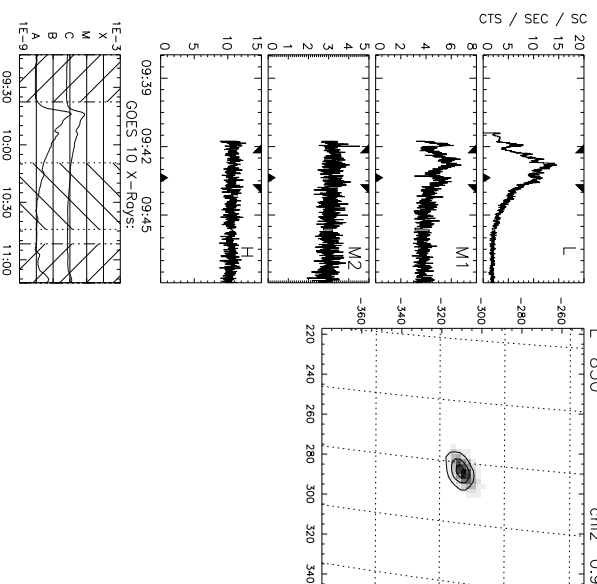 CTS / SEC / SC
0 5 10 15 20
L
0 2 4 6 8
M1
0 1 2 3 4 5
M2
0 5 10 15
H
09:39 09:42 09:45
GOES 10 X-Rays:
1E-3
X
M
C
B
A
1E-9
09:30 10:00 10:30 11:00
-260
-280
-300
-320
-340
-360
220 240 260 280 300 320 340